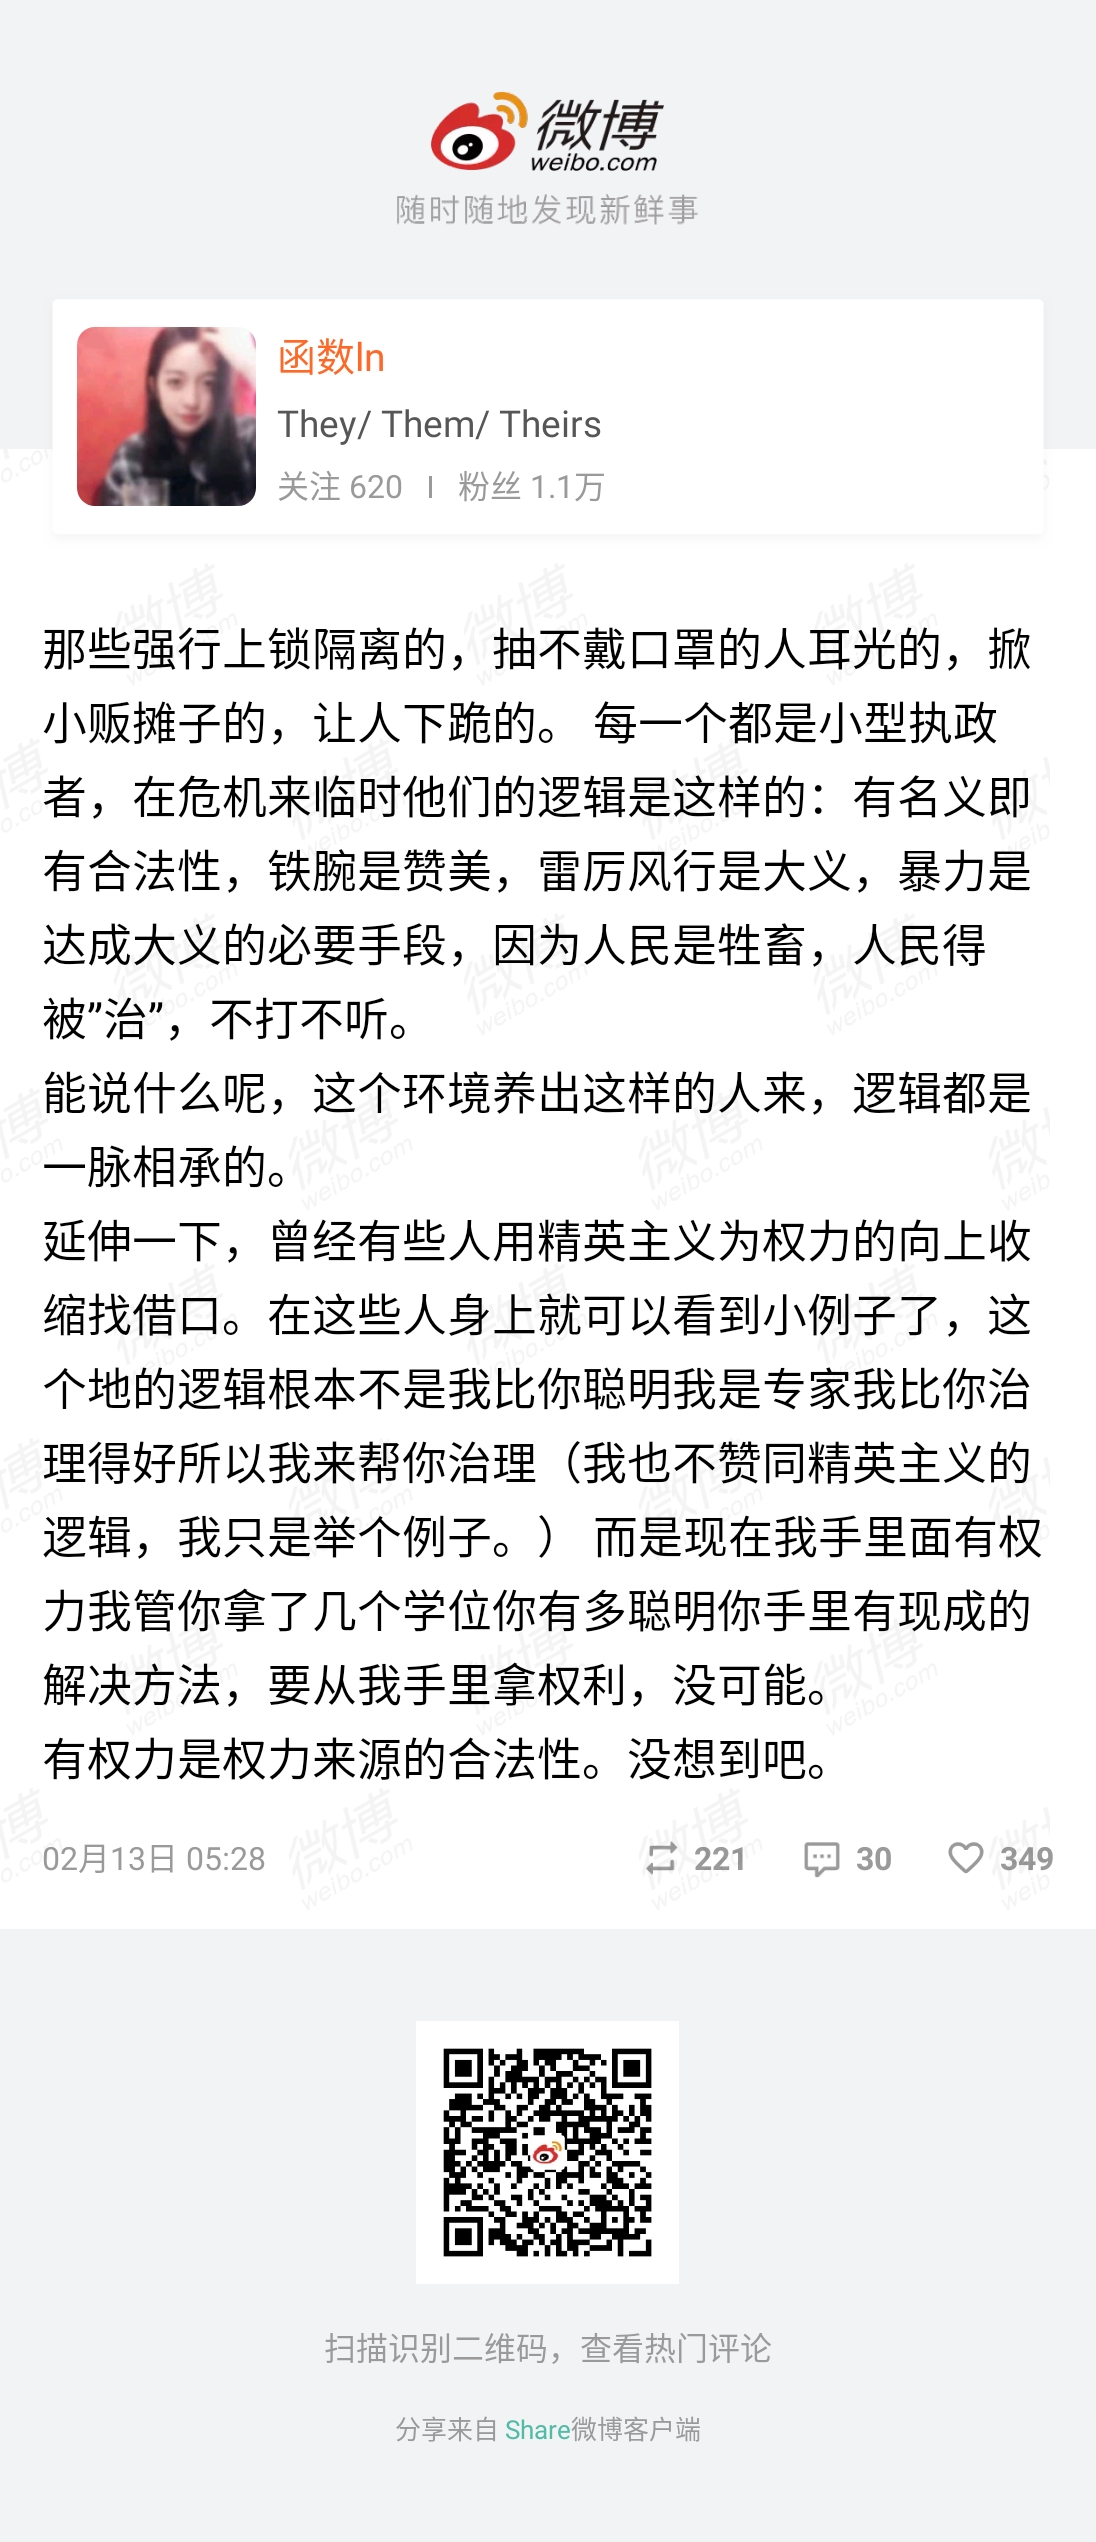 微博
weibo.com
随时随地发现新鲜事
函数ln
They/ Them/ Theirs
关注 620 | 粉丝 1.1万
那些强行上锁隔离的，抽不戴口罩的人耳光的，掀
小贩摊子的，让人下跪的。 每一个都是小型执政
者，在危机来临时他们的逻辑是这样的：有名义即
有合法性，铁腕是赞美，雷厉风行是大义，暴力是
达成大义的必要手段，因为人民是牲畜，人民得
被”治”，不打不听。
能说什么呢，这个环境养出这样的人来，逻辑都是
一脉相承的。
延伸一下，曾经有些人用精英主义为权力的向上收
缩找借口。在这些人身上就可以看到小例子了，这
个地的逻辑根本不是我比你聪明我是专家我比你治
理得好所以我来帮你治理（我也不赞同精英主义的
逻辑，我只是举个例子。） 而是现在我手里面有权
力我管你拿了几个学位你有多聪明你手里有现成的
解决方法，要从我手里拿权利，没可能。
有权力是权力来源的合法性。没想到吧。
02月13日 05:28 221 30 349
扫描识别二维码，查看热门评论
分享来自 Share微博客户端